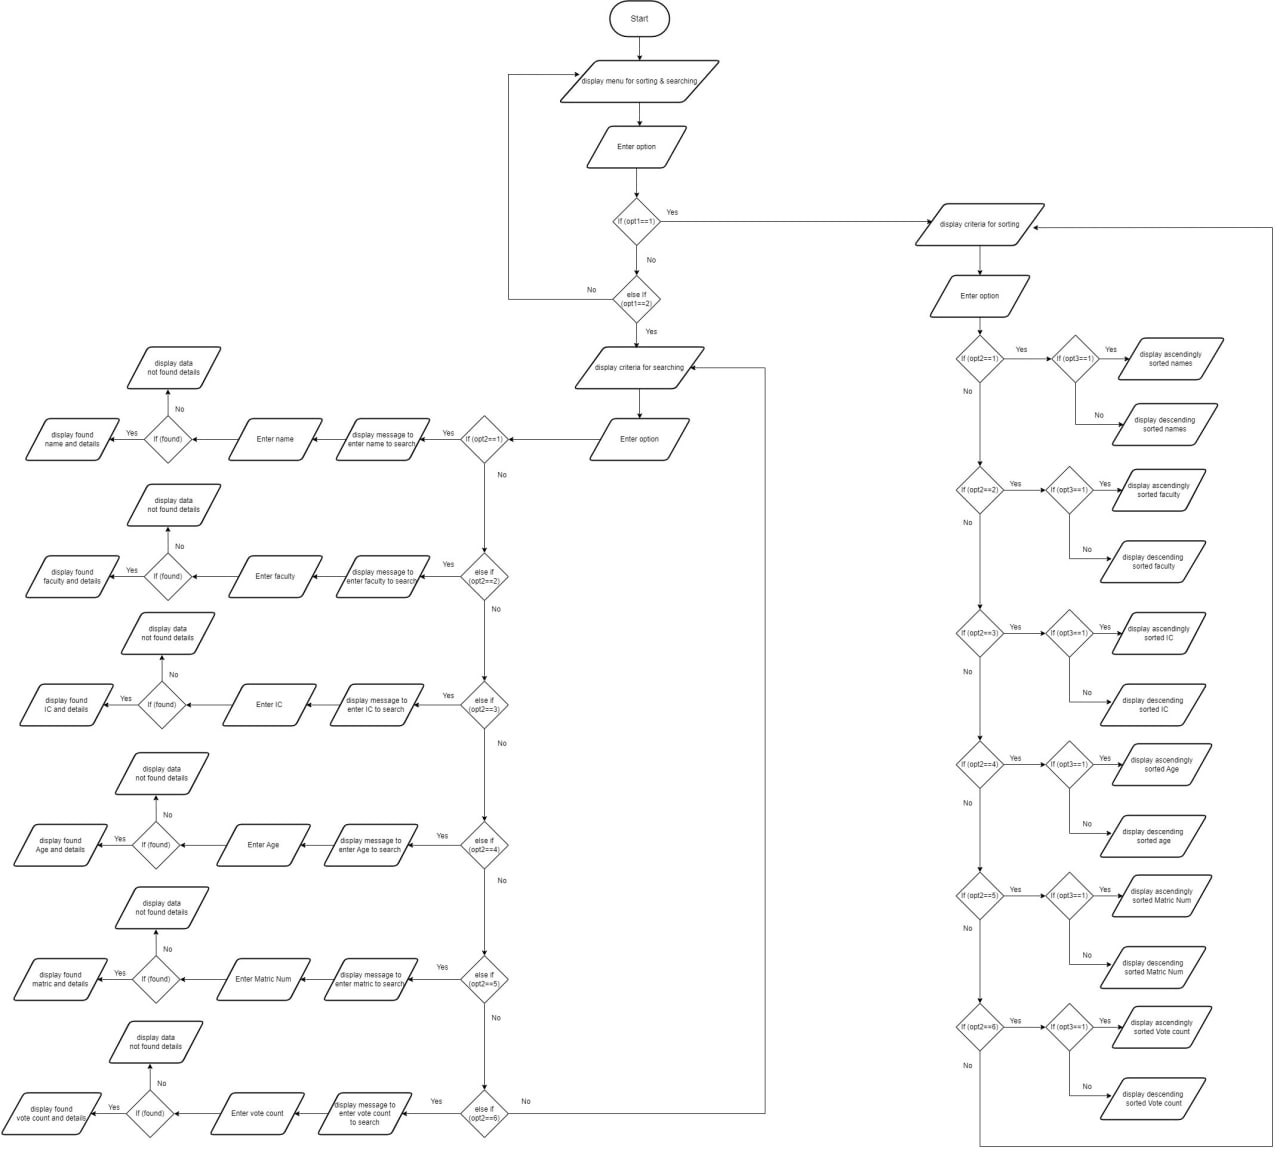 Start
display menu for sorting & searching
Enter option
If (opt1==1)
Yes
No
else If
(opt1==2)
No
Yes
display criteria for searching
Enter option
If (opt2==1)
Yes
display message to
enter name to search
Enter name
If (found)
No
display data
not found details
Yes
display found
name and details
No
else If
(opt2==2)
Yes
display message to
enter faculty to search
Enter faculty
If (found)
No
display data
not found details
Yes
display found
faculty and details
No
else if
(opt2==3)
Yes
display message to
enter IC to search
Enter IC
If (found)
No
display data
not found details
Yes
display found
IC and details
No
else if
(opt2==4)
Yes
display message to
enter Age to search
Enter Age
If (found)
No
display data
not found details
Yes
display found
Age and details
No
else if
(opt2==5)
Yes
display message to
enter matric to search
Enter Matric Num
If (found)
No
display data
not found details
Yes
display found
matric and details
No
else if
(opt2==6)
No
Yes
display message to
enter vote count
to search
Enter vote count
If (found)
No
display data
not found details
Yes
display found
vote count and details
display criteria for sorting
Enter option
If (opt2==1)
Yes
If (opt3==1)
Yes
display ascendingly
sorted names
No
display descending
sorted names
No
If (opt2==2)
Yes
If (opt3==1)
Yes
display ascendingly
sorted faculty
No
display descending
sorted faculty
No
If (opt2==3)
Yes
If (opt3==1)
Yes
display ascendingly
sorted IC
No
display descending
sorted IC
No
If (opt2==4)
Yes
If (opt3==1)
Yes
display ascendingly
sorted Age
No
display descending
sorted age
No
If (opt2==5)
Yes
If (opt3==1)
Yes
display ascendingly
sorted Matric Num
No
display descending
sorted Matric Num
No
If (opt2==6)
Yes
If (opt3==1)
Yes
display ascendingly
sorted Vote count
No
display descending
sorted Vote count
No